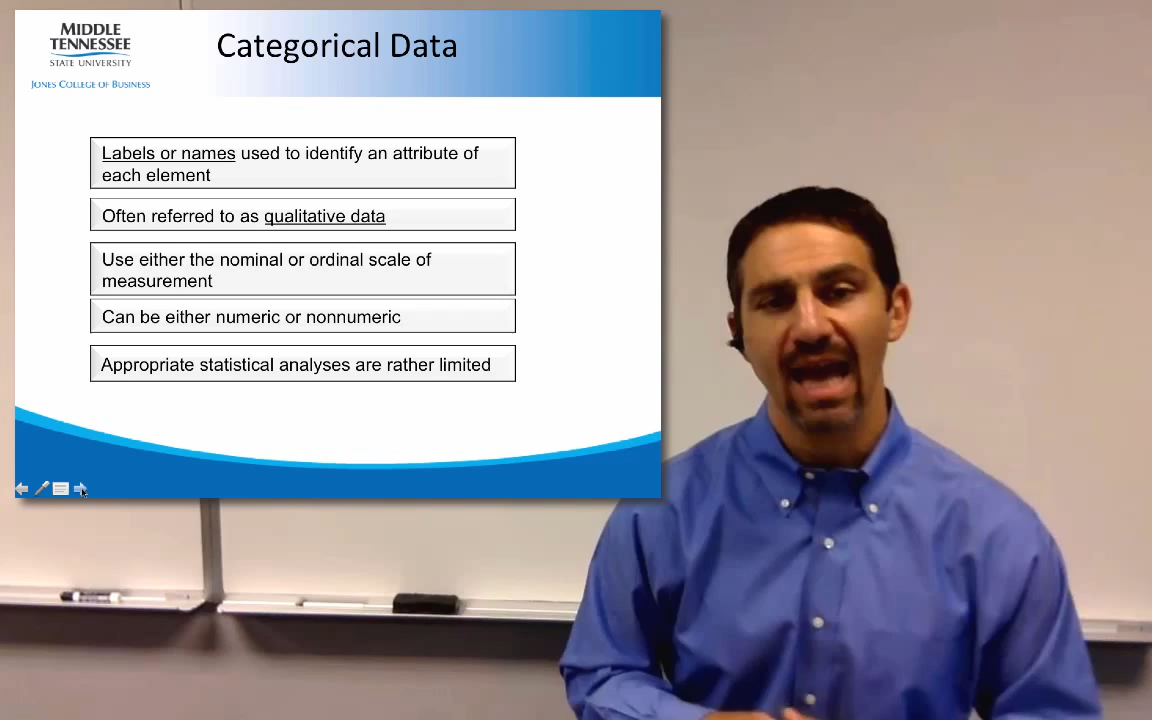 MIDDLE
TENNESSEE
STATE UNIVERSITY
JONES COLLEGE OF BUSINESS
Categorical Data
Labels or names used to identify an attribute of
each element
Often referred to as qualitative data
Use either the nominal or ordinal scale of
measurement
Can be either numeric or nonnumeric
Appropriate statistical analyses are rather limited